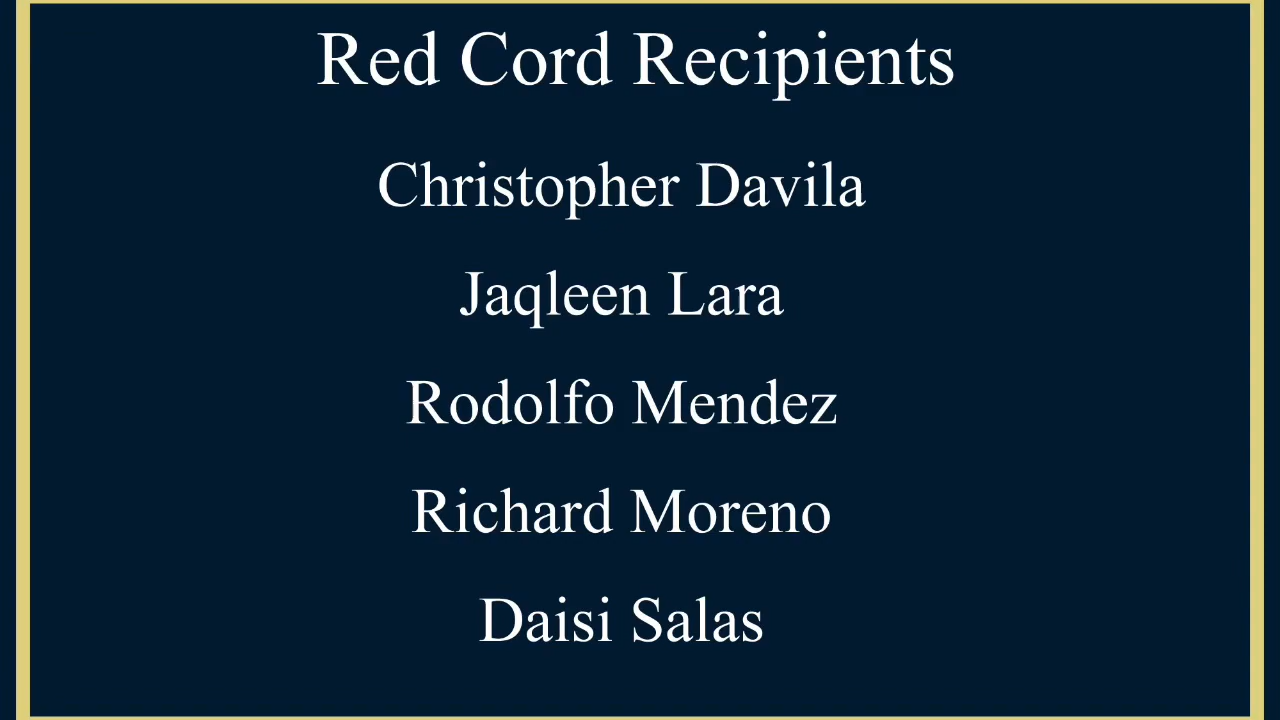 Red Cord Recipients
Christopher Davila
Jaqleen Lara
Rodolfo Mendez
Richard Moreno
Daisi Salas